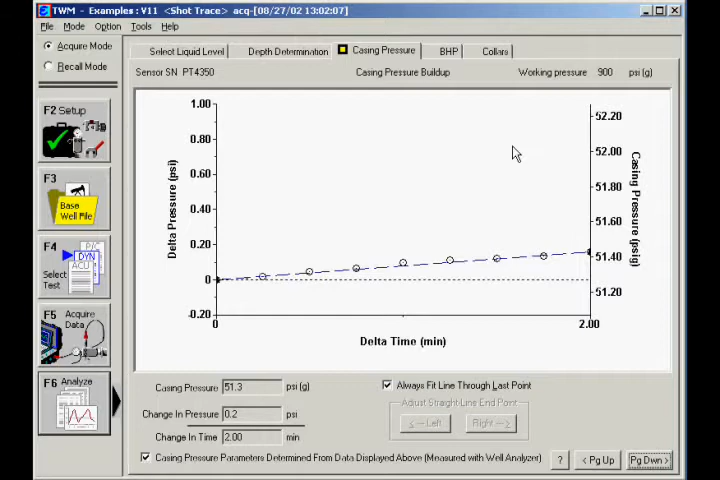 TWM - Examples : V11 <Shot Trace> acq-[08/27/02 13:02:07]
File Mode Option Tools Help
Acquire Mode
Recall Mode
Select Liquid Level Depth Determination Casing Pressure BHP Collars
Sensor SN PT4350 Casing Pressure Buildup Working pressure 900 psi (g)
F2 Setup
F3
Base
Well File
F4
P/C
DYN
ACU
Select
Test
F5 Acquire
Data
F6 Analyze
Delta Pressure (psi)
1.00
0.80
0.60
0.40
0.20
0
-0.20
0 2.00
Delta Time (min)
52.20
52.00
51.80
51.60
51.40
51.20
Casing Pressure (psig)
Casing Pressure 51.3 psi (g)
Change In Pressure 0.2 psi
Change In Time 2.00 min
Always Fit Line Through Last Point
Adjust Straight-Line End Point
<-- Left Right -->
Casing Pressure Parameters Determined From Data Displayed Above (Measured with Well Analyzer)
? < Pg Up Pg Dwn >